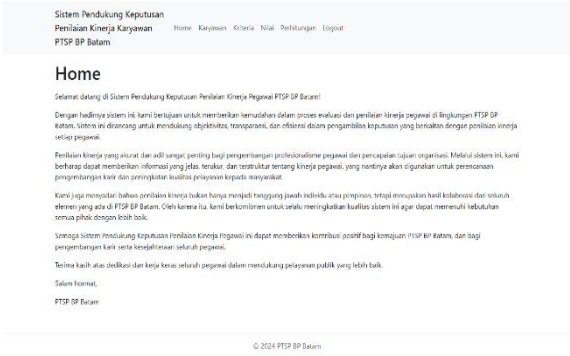 Sistem Pendukung Keputusan
Penilaian Kinerja Karyawan
PTSP BP Batam
Home Karyawan Kriteria Nilai Perhitungan Logout
Home
Selamat datang di Sistem Pendukung Keputusan Penilaian Kinerja Pegawai PTSP BP Batam!
Dengan hadirnya sistem ini, kami bertujuan untuk memberikan kemudahan dalam proses evaluasi dan penilaian kinerja pegawai di lingkungan PTSP BP
Batam. Sistem ini dirancang untuk mendukung objektivitas, transparansi, dan efisiensi dalam pengambilan keputusan yang berkaitan dengan penilaian kinerja
setiap pegawai.
Penilaian kinerja yang akurat dan adil sangat penting bagi pengembangan profesionalisme pegawai dan pencapaian tujuan organisasi. Melalui sistem ini, kami
berharap dapat memberikan informasi yang jelas, terukur, dan terstruktur tentang kinerja pegawai, yang nantinya akan digunakan untuk perencanaan
pengembangan karir dan peningkatan kualitas pelayanan kepada masyarakat.
Kami juga menyadari bahwa penilaian kinerja bukan hanya menjadi tanggung jawab individu atau pimpinan, tetapi merupakan hasil kolaborasi dari seluruh
elemen yang ada di PTSP BP Batam. Oleh karena itu, kami berkomitmen untuk selalu meningkatkan kualitas sistem ini agar dapat memenuhi kebutuhan
semua pihak dengan lebih baik.
Semoga Sistem Pendukung Keputusan Penilaian Kinerja Pegawai ini dapat memberikan kontribusi positif bagi kemajuan PTSP BP Batam, dan bagi
pengembangan karir serta kesejahteraan seluruh pegawai.
Terima kasih atas dedikasi dan kerja keras seluruh pegawai dalam mendukung pelayanan publik yang lebih baik.
Salam hormat,
PTSP BP Batam
© 2024 PTSP BP Batam